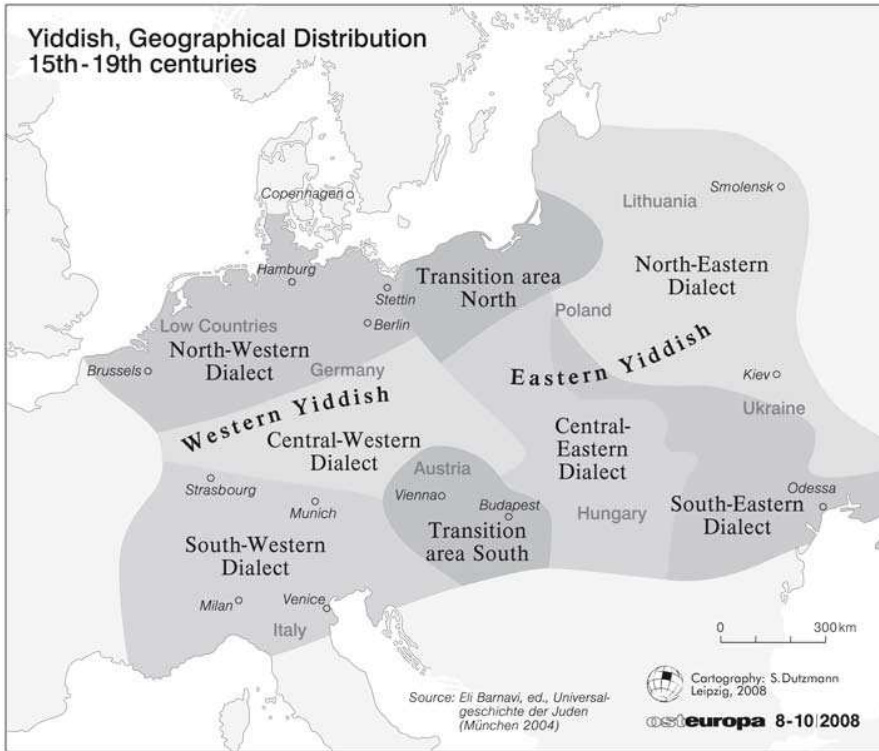 Yiddish, Geographical Distribution
15th-19th centuries
Copenhagen
Smolensk
Lithuania
Hamburg
Transition area
North
North-Eastern
Dialect
Stettin
Berlin
Low Countries
North-Western
Dialect
Poland
Germany
Brussels
Eastern Yiddish
Kiev
Ukraine
Western Yiddish
Central-Western
Dialect
Central-
Eastern
Dialect
Austria
Strasbourg
Vienna
Munich
Budapest
Odessa
Hungary
South-Eastern
Dialect
Transition
area South
South-Western
Dialect
Milan
Venice
Italy
0 300 km
Cartography: S. Dutzmann
Leipzig, 2008
Source: Eli Barnavi, ed., Universal-
geschichte der Juden
(München 2004)
osteuropa 8-10|2008